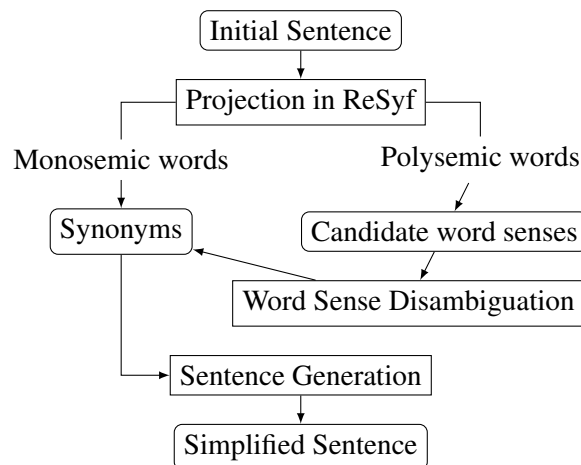 Initial Sentence
Projection in ReSyf
Monosemic words
Polysemic words
Synonyms
Candidate word senses
Word Sense Disambiguation
Sentence Generation
Simplified Sentence